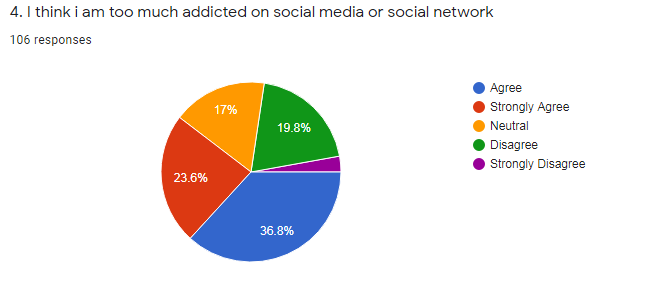 4. I think i am too much addicted on social media or social network
106 responses
Agree
Strongly Agree
Neutral
Disagree
Strongly Disagree
17%
19.8%
23.6%
36.8%